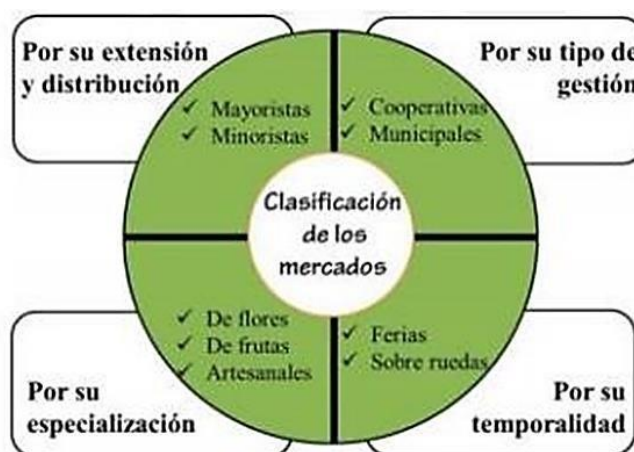 Por su extensión
y distribución
✓ Mayoristas
✓ Minoristas
Por su tipo de
gestión
✓ Cooperativas
✓ Municipales
Clasificación
de los
mercados
✓ De flores
✓ De frutas
✓ Artesanales
Por su
especialización
✓ Ferias
✓ Sobre ruedas
Por su
temporalidad